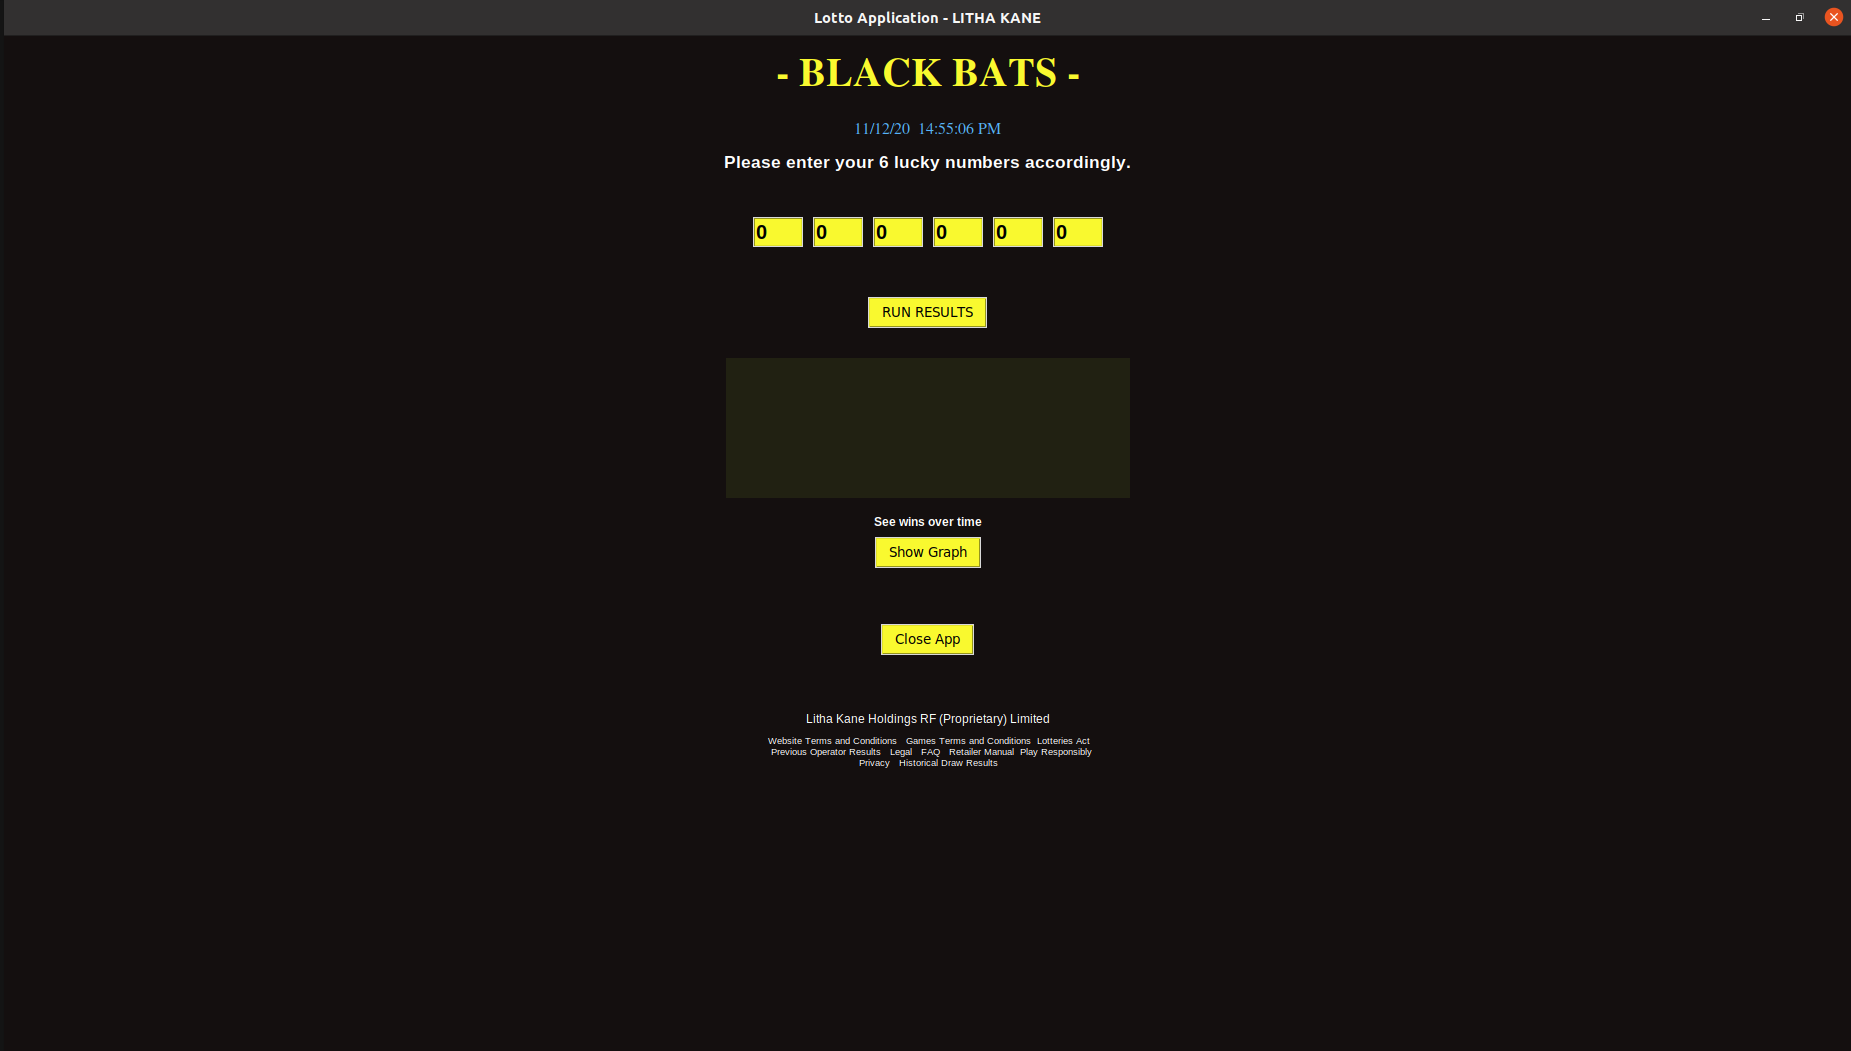 Lotto Application - LITHA KANE
- BLACK BATS -
11/12/20  14:55:06 PM
Please enter your 6 lucky numbers accordingly.
0 0 0 0 0 0
RUN RESULTS
See wins over time
Show Graph
Close App
Litha Kane Holdings RF (Proprietary) Limited
Website Terms and Conditions   Games Terms and Conditions  Lotteries Act
Previous Operator Results   Legal   FAQ   Retailer Manual  Play Responsibly
Privacy   Historical Draw Results